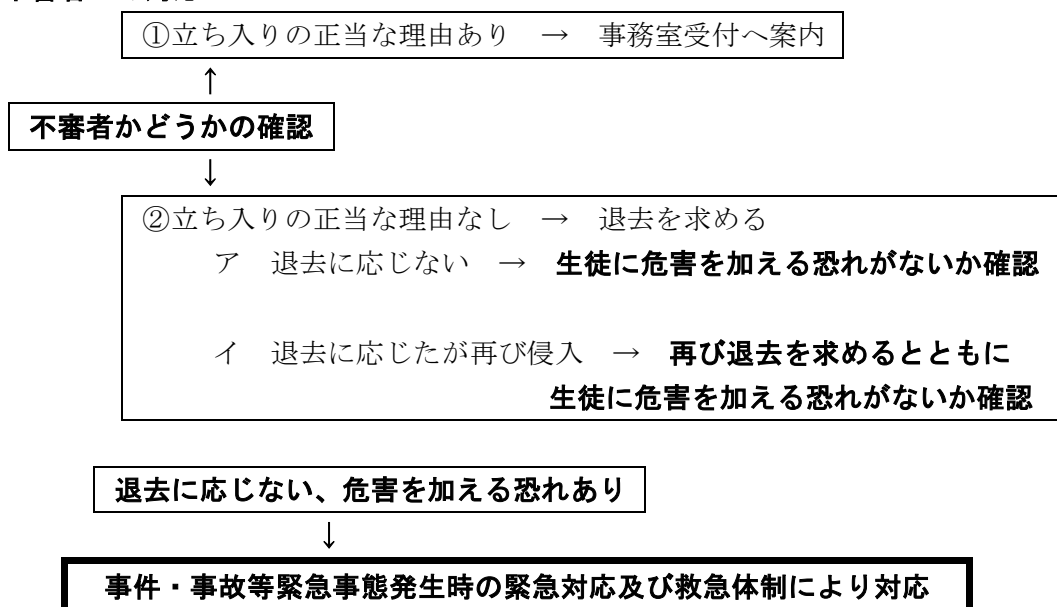 ①立ち入りの正当な理由あり → 事務室受付へ案内
↑
不審者かどうかの確認
↓
②立ち入りの正当な理由なし → 退去を求める
ア 退去に応じない → 生徒に危害を加える恐れがないか確認
イ 退去に応じたが再び侵入 → 再び退去を求めるとともに
生徒に危害を加える恐れがないか確認
退去に応じない、危害を加える恐れあり
↓
事件・事故等緊急事態発生時の緊急対応及び救急体制により対応